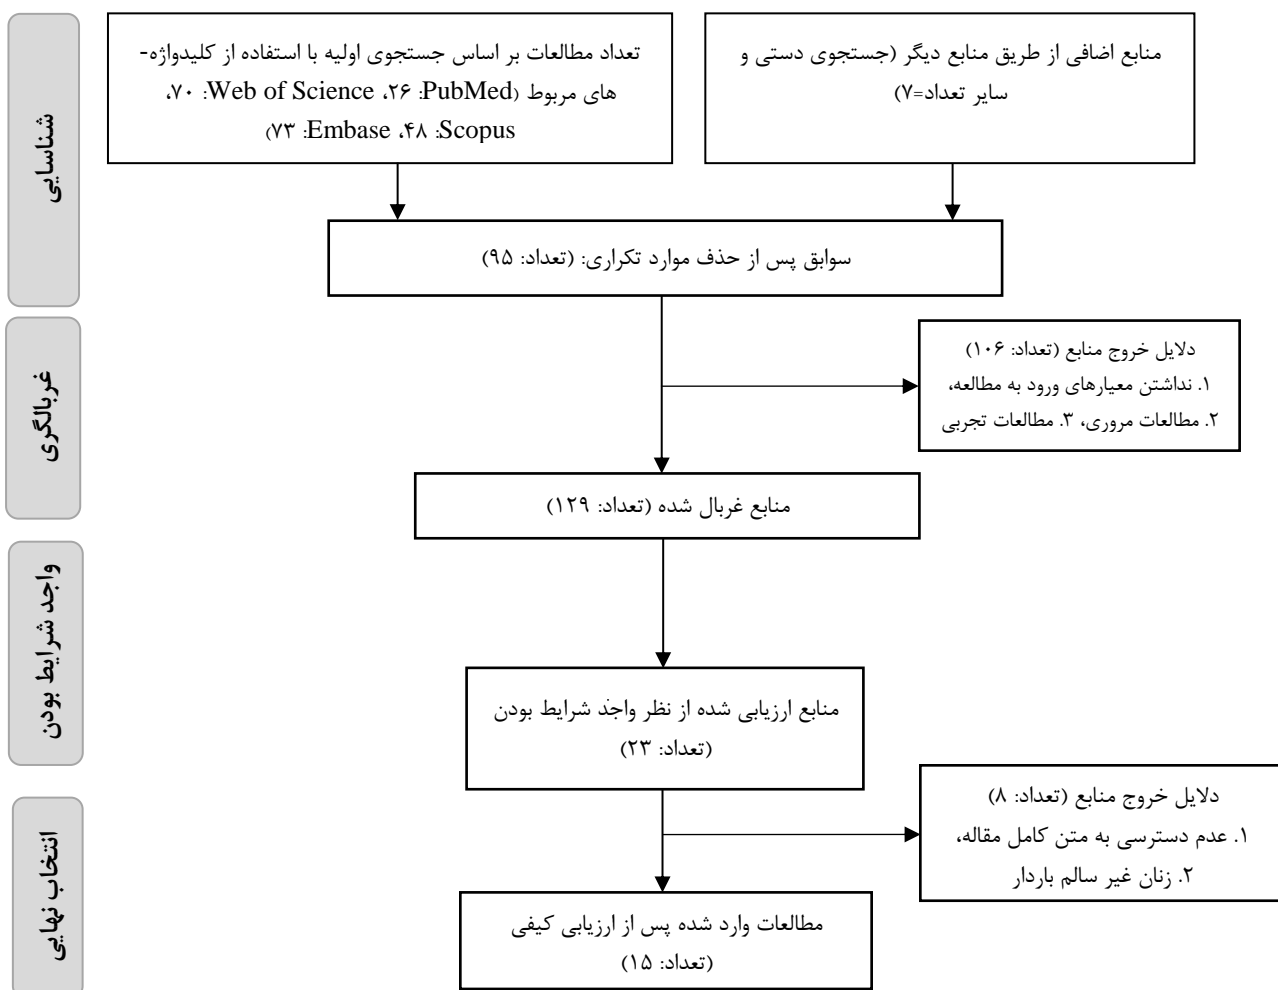 شناسایی
تعداد مطالعات بر اساس جستجوی اولیه با استفاده از کلیدواژه-
های مربوط (PubMed: ۲۶، Web of Science: ۷۰،
Scopus: ۴۸، Embase: ۷۳)
منابع اضافی از طریق منابع دیگر (جستجوی دستی و
سایر تعداد=۷)
سوابق پس از حذف موارد تکراری: (تعداد: ۹۵)
غربالگری
دلایل خروج منابع (تعداد: ۱۰۶)
۱. نداشتن معیارهای ورود به مطالعه،
۲. مطالعات مروری، ۳. مطالعات تجربی
منابع غربال شده (تعداد: ۱۲۹)
واجد شرایط بودن
منابع ارزیابی شده از نظر واجد شرایط بودن
(تعداد: ۲۳)
دلایل خروج منابع (تعداد: ۸)
۱. عدم دسترسی به متن کامل مقاله،
۲. زنان غیر سالم باردار
انتخاب نهایی
مطالعات وارد شده پس از ارزیابی کیفی
(تعداد: ۱۵)